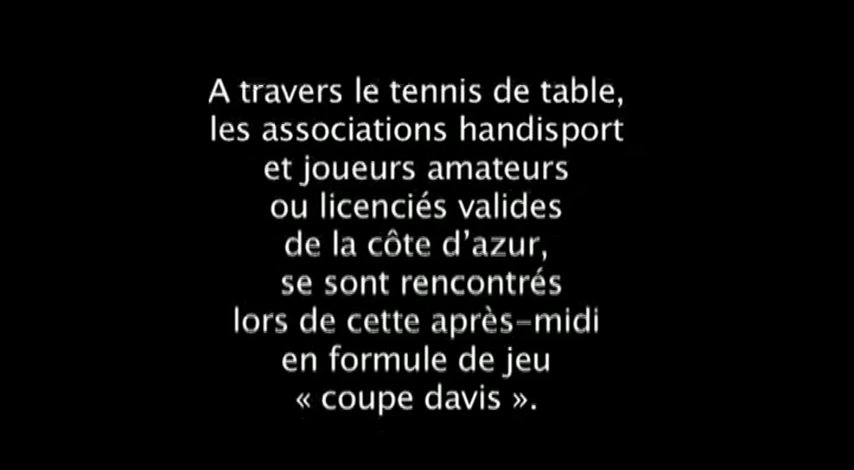 A travers le tennis de table,
les associations handisport
et joueurs amateurs
ou licenciés valides
de la côte d’azur,
se sont rencontrés
lors de cette après-midi
en formule de jeu
« coupe davis ».